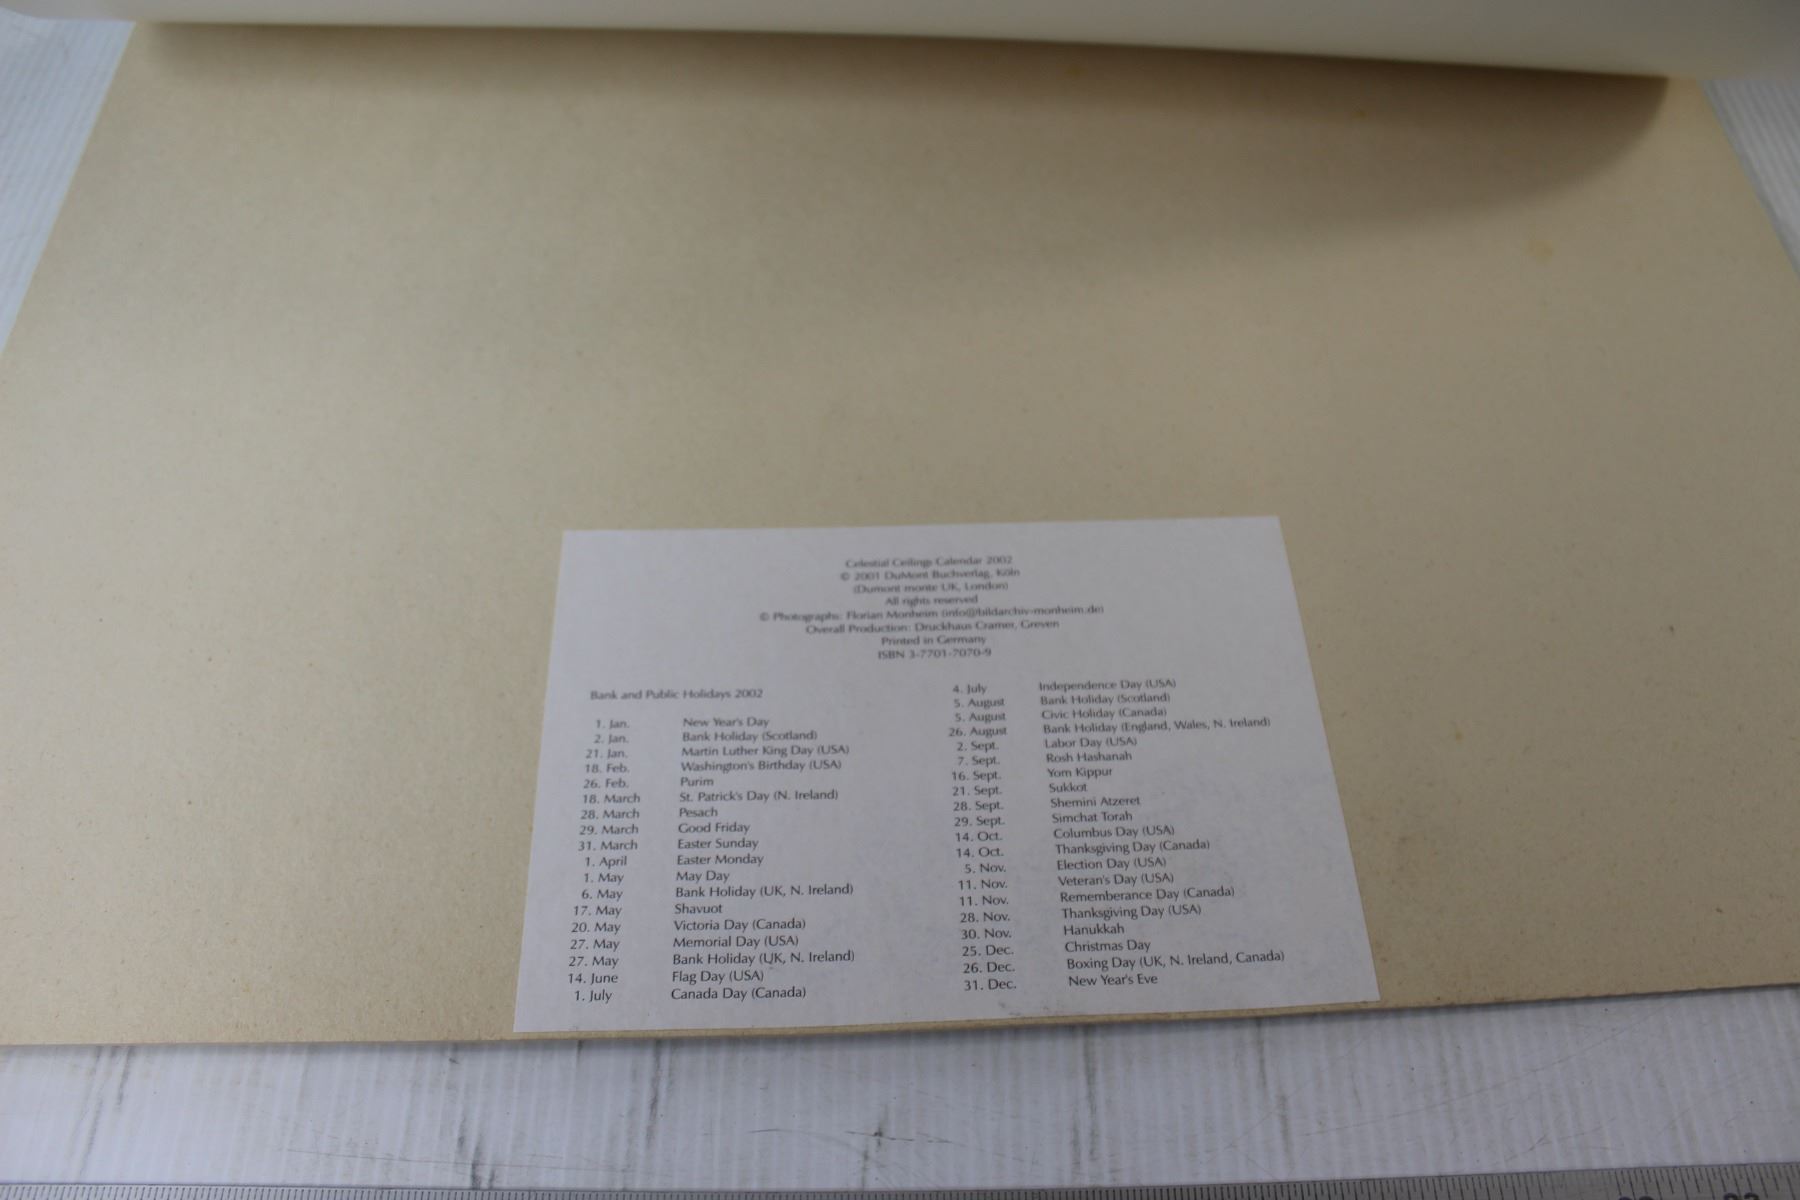 Celestial Ceilings Calendar 2002
© 2001 DuMont Buchverlag, Köln
(Dumont monte UK, London)
All rights reserved
© Photographs: Florian Monheim (info@bildarchiv-monheim.de)
Overall Production: Druckhaus Cramer, Greven
Printed in Germany
ISBN 3-7701-7070-9
Bank and Public Holidays 2002
1. Jan. New Year's Day
2. Jan. Bank Holiday (Scotland)
21. Jan. Martin Luther King Day (USA)
18. Feb. Washington's Birthday (USA)
26. Feb. Purim
18. March St. Patrick's Day (N. Ireland)
28. March Pesach
29. March Good Friday
31. March Easter Sunday
1. April Easter Monday
1. May May Day
6. May Bank Holiday (UK, N. Ireland)
17. May Shavuot
20. May Victoria Day (Canada)
27. May Memorial Day (USA)
27. May Bank Holiday (UK, N. Ireland)
14. June Flag Day (USA)
1. July Canada Day (Canada)
4. July Independence Day (USA)
5. August Bank Holiday (Scotland)
5. August Civic Holiday (Canada)
26. August Bank Holiday (England, Wales, N. Ireland)
2. Sept. Labor Day (USA)
7. Sept. Rosh Hashanah
16. Sept. Yom Kippur
21. Sept. Sukkot
28. Sept. Shemini Atzeret
29. Sept. Simchat Torah
14. Oct. Columbus Day (USA)
14. Oct. Thanksgiving Day (Canada)
5. Nov. Election Day (USA)
11. Nov. Veteran's Day (USA)
11. Nov. Rememberance Day (Canada)
28. Nov. Thanksgiving Day (USA)
30. Nov. Hanukkah
25. Dec. Christmas Day
26. Dec. Boxing Day (UK, N. Ireland, Canada)
31. Dec. New Year's Eve